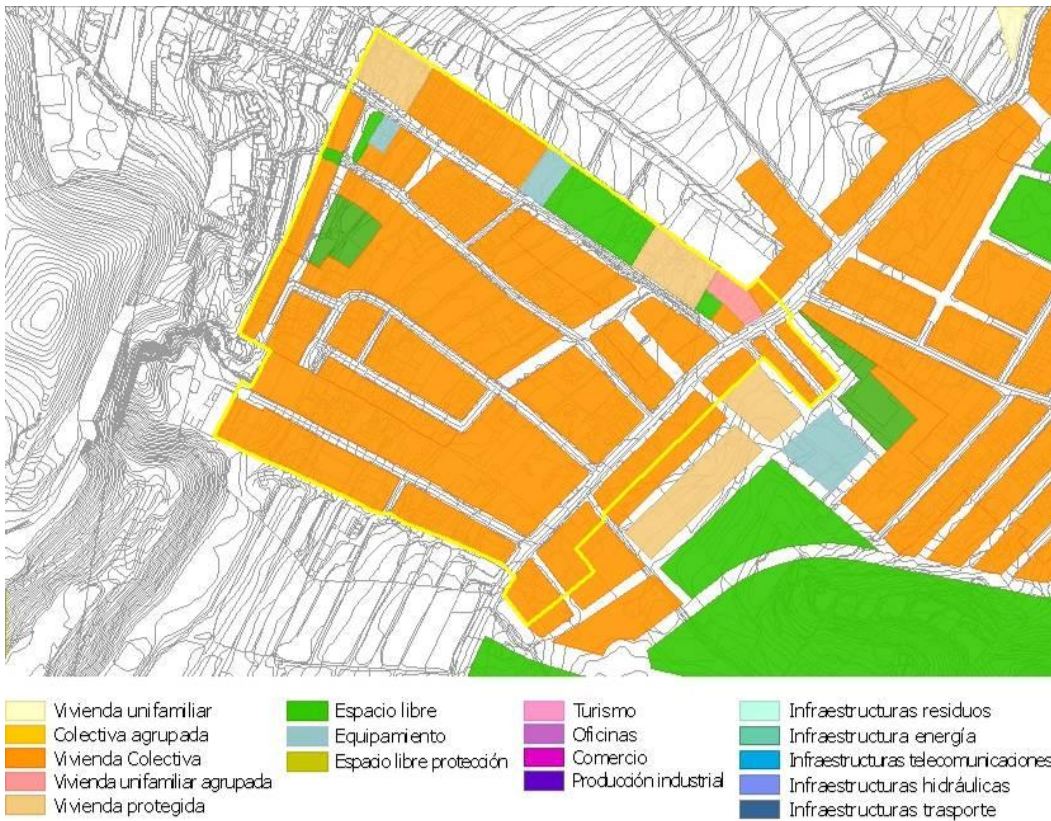 Vivienda unifamiliar
Colectiva agrupada
Vivienda Colectiva
Vivienda unifamiliar agrupada
Vivienda protegida
Espacio libre
Equipamiento
Espacio libre protección
Turismo
Oficinas
Comercio
Producción industrial
Infraestructuras residuos
Infraestructura energía
Infraestructuras telecomunicaciones
Infraestructuras hidráulicas
Infraestructuras trasporte